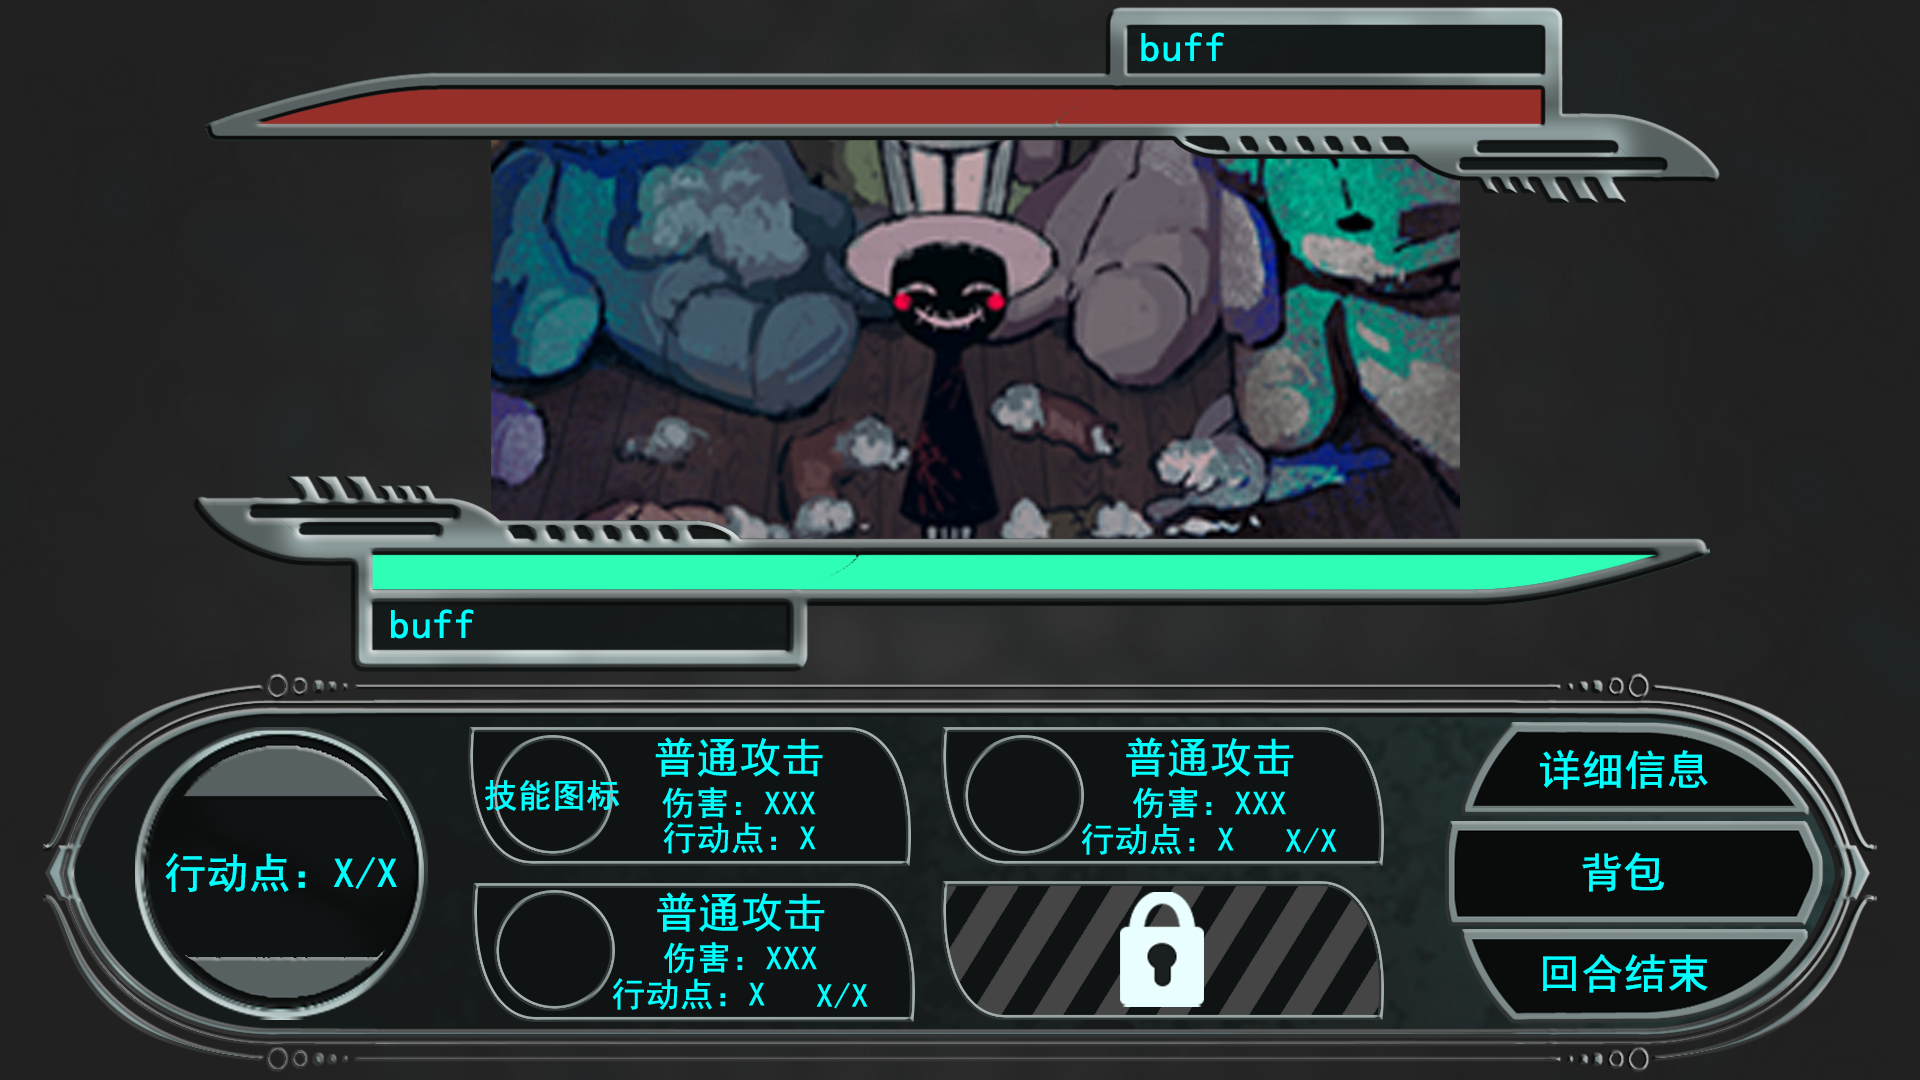 buff
buff
行动点：X/X
技能图标
普通攻击
伤害：XXX
行动点：X
普通攻击
伤害：XXX
行动点：X X/X
普通攻击
伤害：XXX
行动点：X X/X
详细信息
背包
回合结束